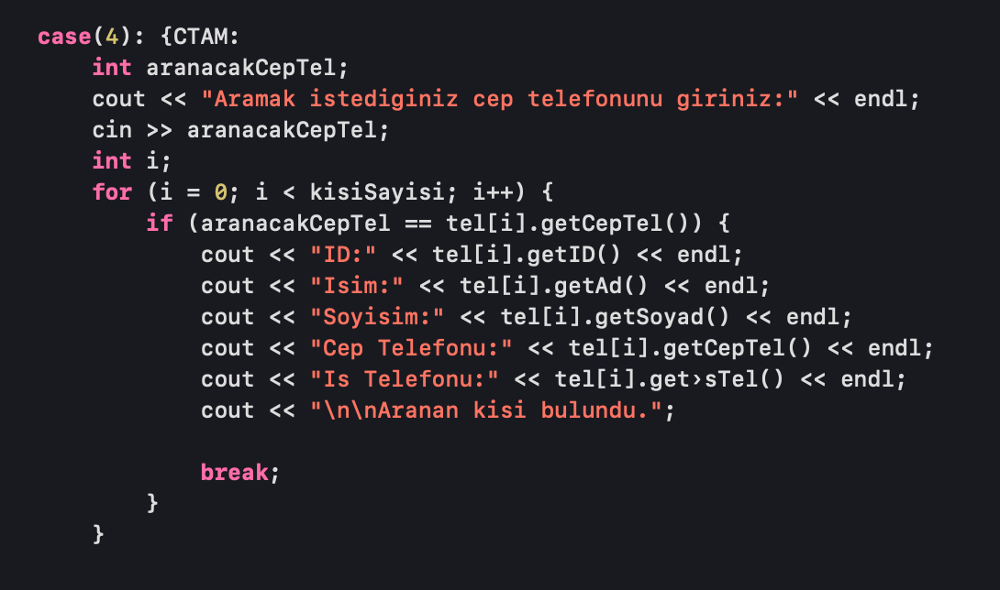 case(4): {CTAM:
int aranacakCepTel;
cout << "Aramak istediginiz cep telefonunu giriniz:" << endl;
cin >> aranacakCepTel;
int i;
for (i = 0; i < kisiSayisi; i++) {
if (aranacakCepTel == tel[i].getCepTel()) {
cout << "ID:" << tel[i].getID() << endl;
cout << "Isim:" << tel[i].getAd() << endl;
cout << "Soyisim:" << tel[i].getSoyad() << endl;
cout << "Cep Telefonu:" << tel[i].getCepTel() << endl;
cout << "Is Telefonu:" << tel[i].get›sTel() << endl;
cout << "\n\nAranan kisi bulundu.";
break;
}
}